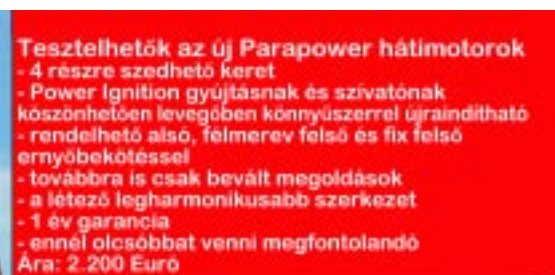 Tesztelhetők az új Parapower hátimotorok
- 4 részre szedhető keret
- Power Ignition gyújtásnak és szívatónak
köszönhetően levegőben könnyűszerrel újraindítható
- rendelhető alsó, félmerev felső és fix felső
ernyőbekötéssel
- továbbra is csak bevált megoldások
- a létező legharmonikusabb szerkezet
- 1 év garancia
- ennél olcsóbbat venni megfontolandó
Ára: 2.200 Euró